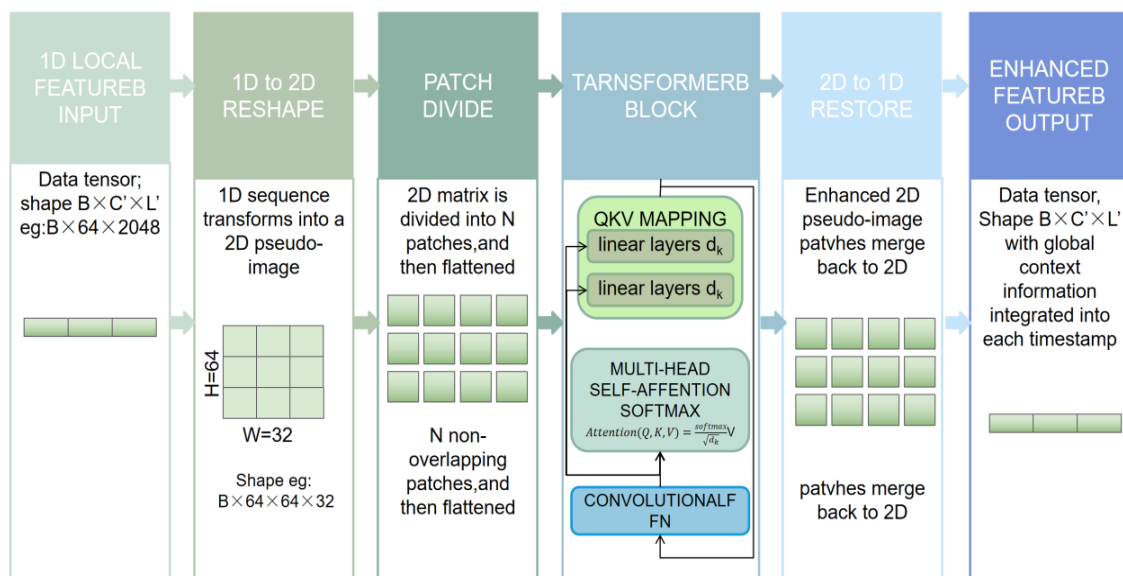 1D LOCAL
FEATUREB
INPUT
Data tensor;
shape B×C'×L'
eg:B×64×2048
1D to 2D
RESHAPE
1D sequence
transforms into a
2D pseudo-
image
H=64
W=32
Shape eg:
B×64×64×32
PATCH
DIVIDE
2D matrix is
divided into N
patches,and
then flattened
N non-
overlapping
patches,and
then flattened
TARNSFORMERB
BLOCK
QKV MAPPING
linear layers dₖ
linear layers dₖ
MULTI-HEAD
SELF-AFFENTION
SOFTMAX
Attention(Q, K, V) = softmax/√dₖ V
CONVOLUTIONALF
FN
2D to 1D
RESTORE
Enhanced 2D
pseudo-image
patvhes merge
back to 2D
patvhes merge
back to 2D
ENHANCED
FEATUREB
OUTPUT
Data tensor,
Shape B×C'×L'
with global
context
information
integrated into
each timestamp